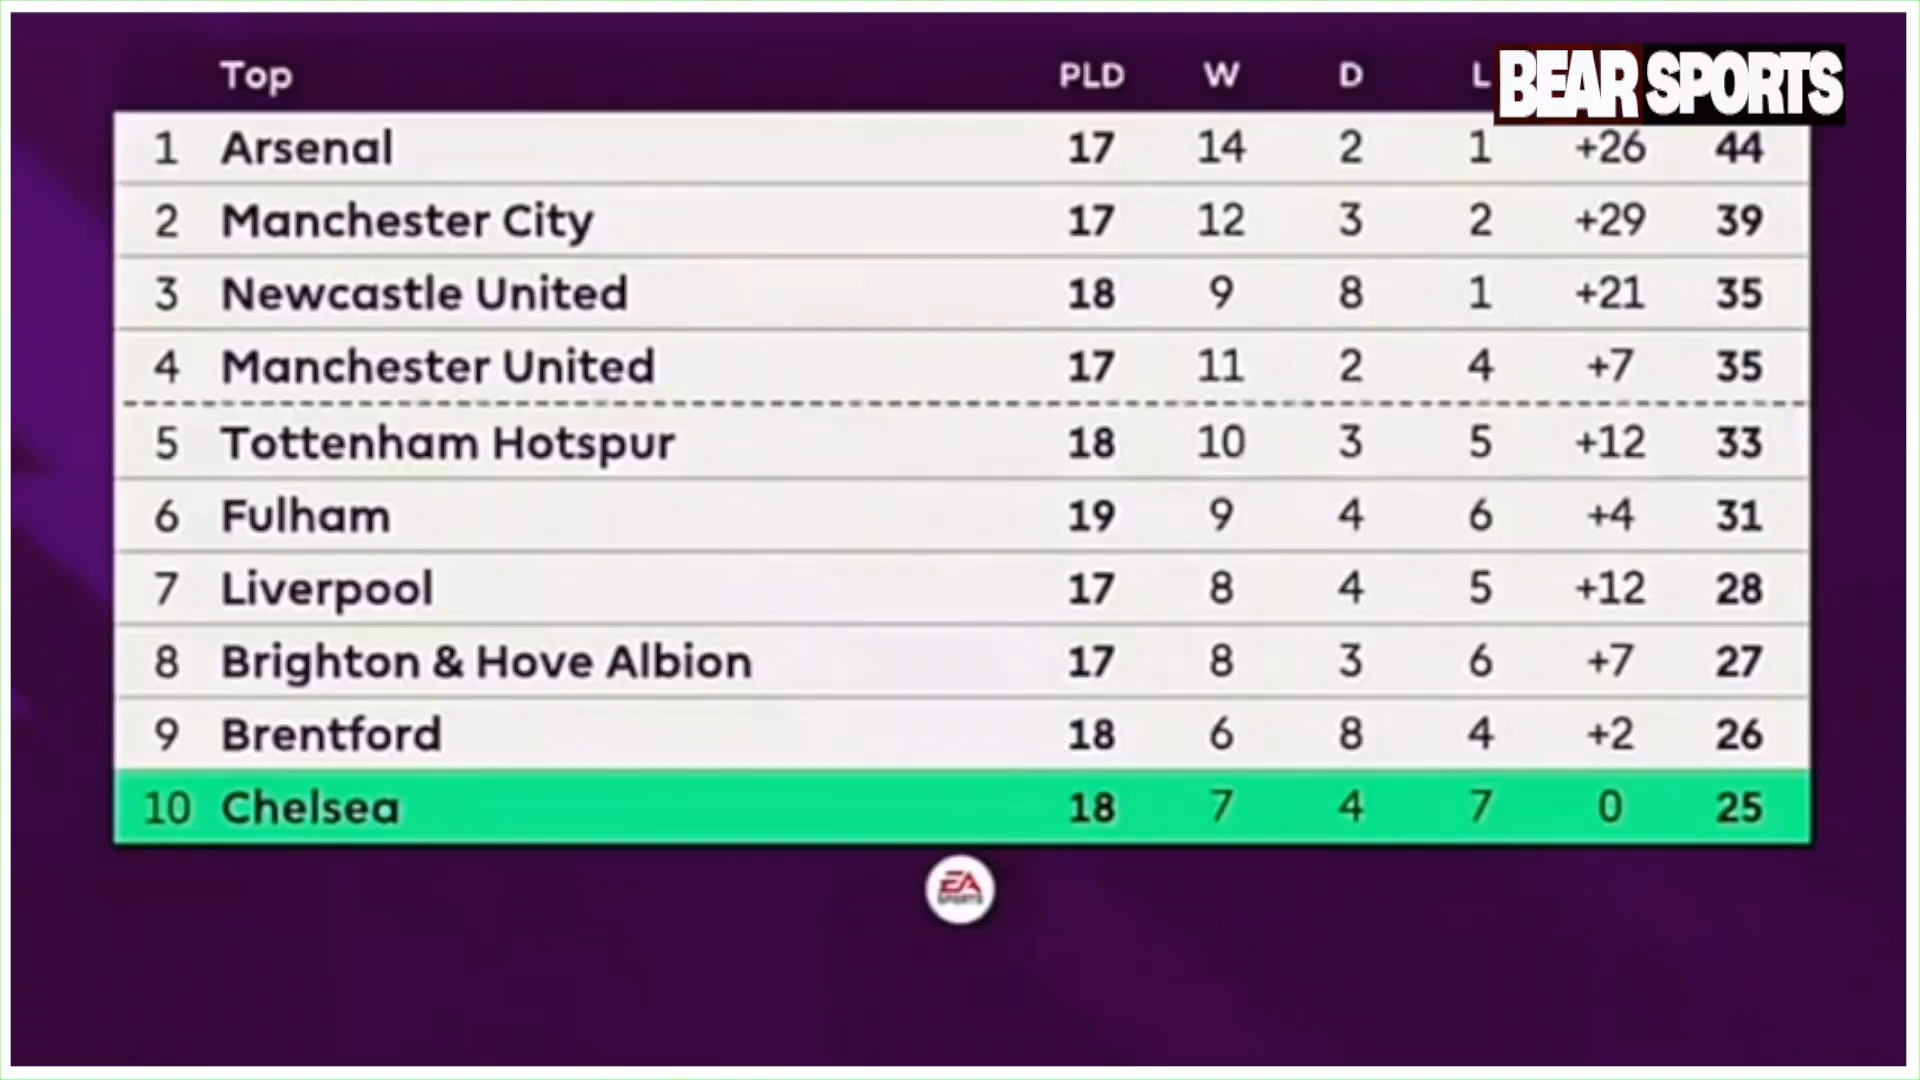 Top PLD W D L
BEAR SPORTS
1 Arsenal 17 14 2 1 +26 44
2 Manchester City 17 12 3 2 +29 39
3 Newcastle United 18 9 8 1 +21 35
4 Manchester United 17 11 2 4 +7 35
5 Tottenham Hotspur 18 10 3 5 +12 33
6 Fulham 19 9 4 6 +4 31
7 Liverpool 17 8 4 5 +12 28
8 Brighton & Hove Albion 17 8 3 6 +7 27
9 Brentford 18 6 8 4 +2 26
10 Chelsea 18 7 4 7 0 25
EA
SPORTS